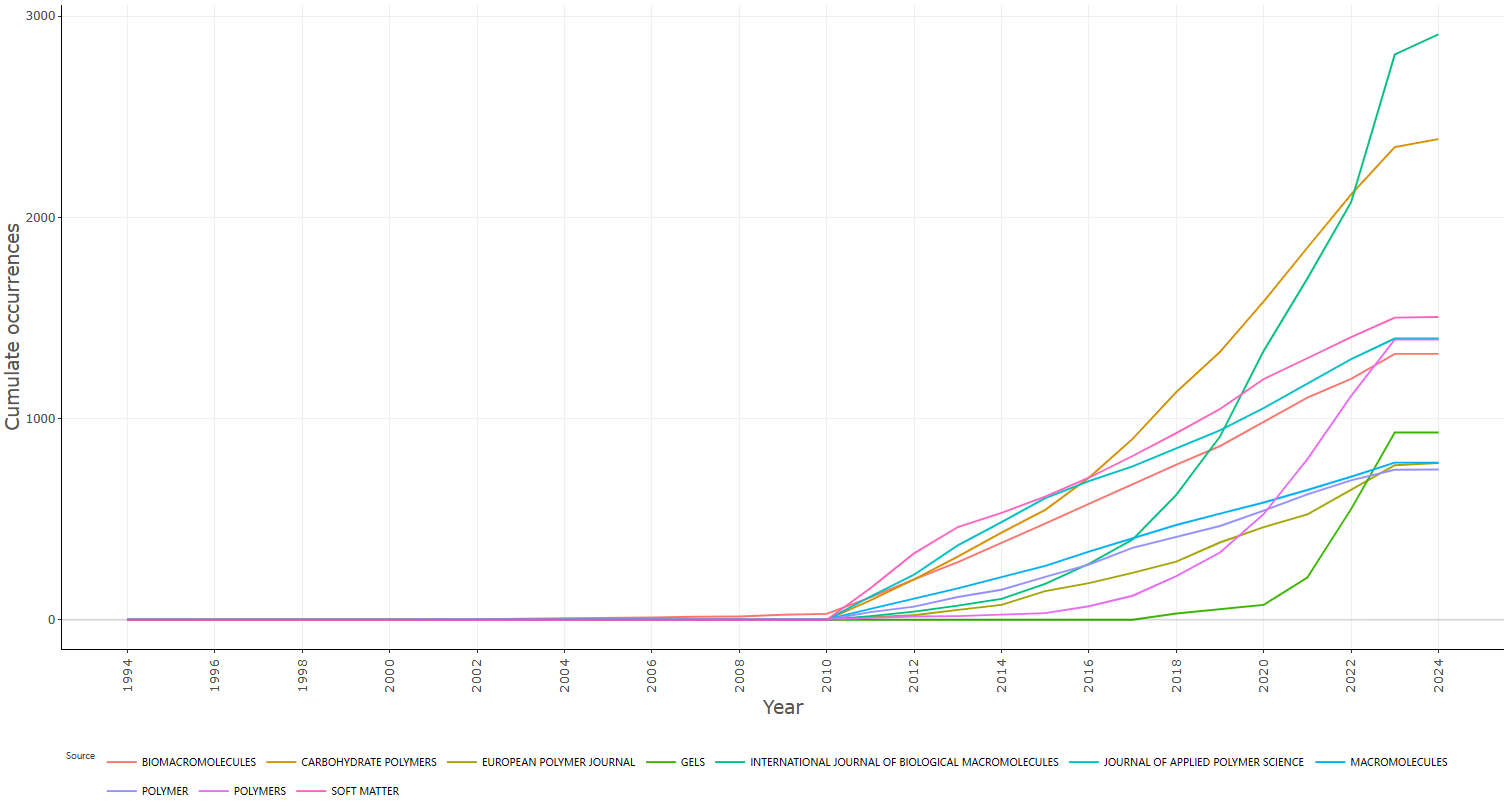 3000
2000
1000
0
Cumulate occurrences
1994 1996 1998 2000 2002 2004 2006 2008 2010 2012 2014 2016 2018 2020 2022 2024
Year
Source
BIOMACROMOLECULES CARBOHYDRATE POLYMERS EUROPEAN POLYMER JOURNAL GELS INTERNATIONAL JOURNAL OF BIOLOGICAL MACROMOLECULES JOURNAL OF APPLIED POLYMER SCIENCE MACROMOLECULES
POLYMER POLYMERS SOFT MATTER